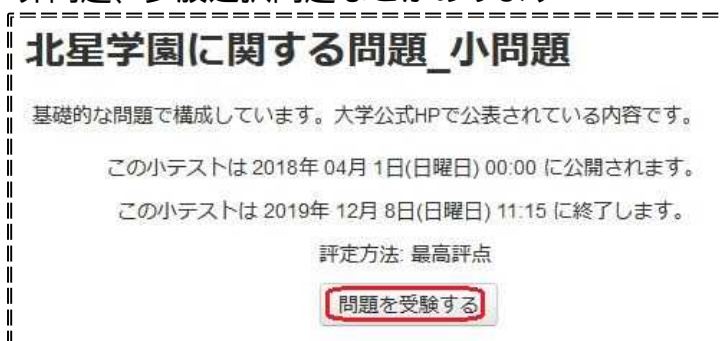 北星学園に関する問題_小問題
基礎的な問題で構成しています。大学公式HPで公表されている内容です。
この小テストは 2018年 04月 1日(日曜日) 00:00 に公開されます。
この小テストは 2019年 12月 8日(日曜日) 11:15 に終了します。
評定方法: 最高評点
問題を受験する